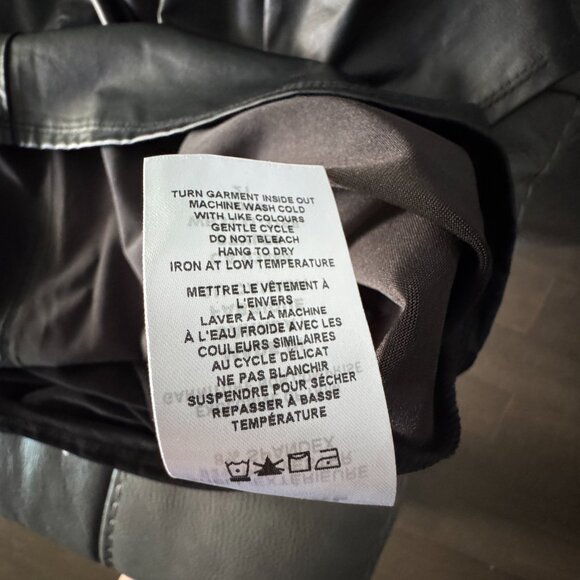 TURN GARMENT INSIDE OUT
MACHINE WASH COLD
WITH LIKE COLOURS
GENTLE CYCLE
DO NOT BLEACH
HANG TO DRY
IRON AT LOW TEMPERATURE
METTRE LE VÊTEMENT À
L'ENVERS
LAVER À LA MACHINE
À L'EAU FROIDE AVEC LES
COULEURS SIMILAIRES
AU CYCLE DÉLICAT
NE PAS BLANCHIR
SUSPENDRE POUR SÉCHER
REPASSER À BASSE
TEMPÉRATURE